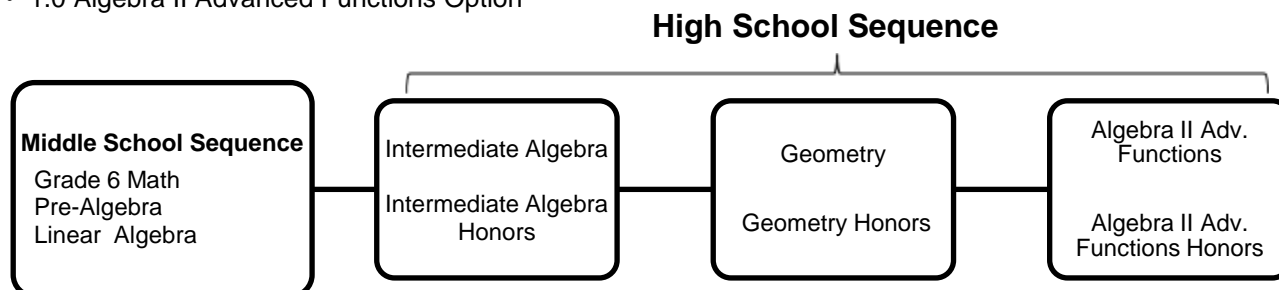 • 1.0 Algebra II Advanced Functions Option
High School Sequence
Middle School Sequence
Grade 6 Math
Pre-Algebra
Linear Algebra
Intermediate Algebra
Intermediate Algebra
Honors
Geometry
Geometry Honors
Algebra II Adv.
Functions
Algebra II Adv.
Functions Honors